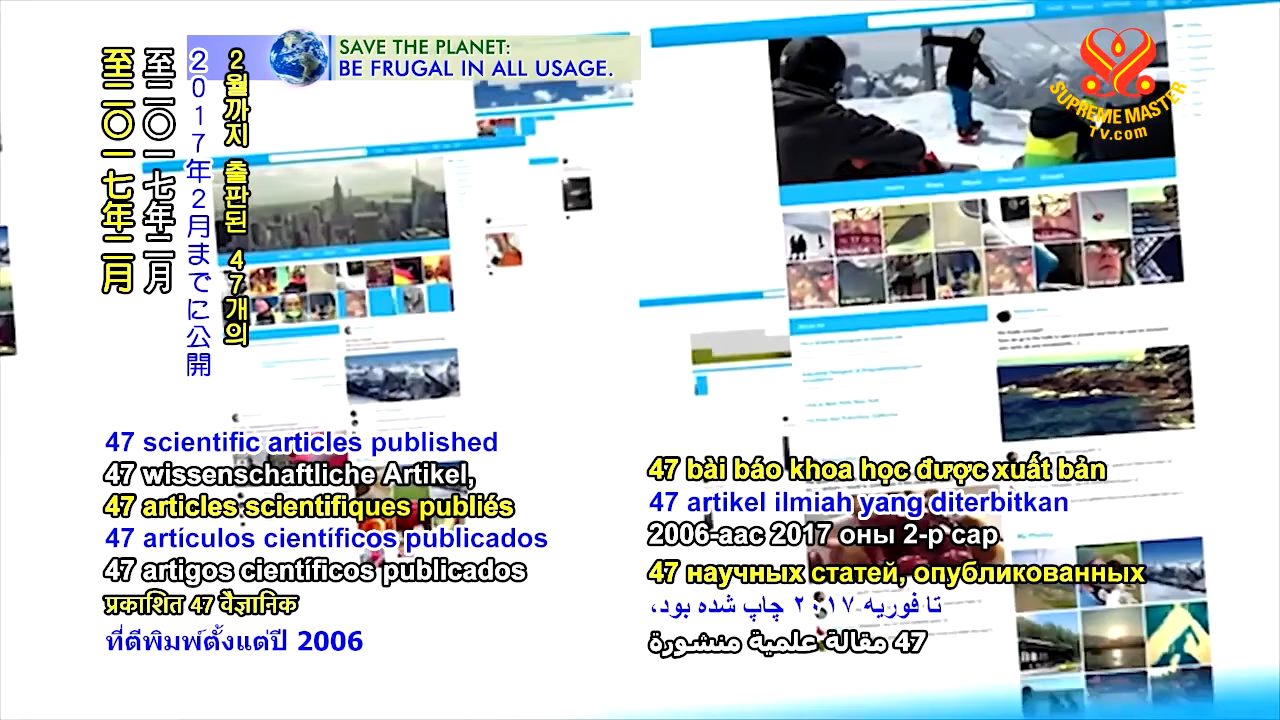 SAVE THE PLANET:
BE FRUGAL IN ALL USAGE.
SUPREME MASTER
TV.com
至二〇一七年二月
至二〇一七年二月
2017年2月までに公開
2월까지 출판된 47개의
47 scientific articles published
47 wissenschaftliche Artikel,
47 articles scientifiques publiés
47 artículos científicos publicados
47 artigos científicos publicados
प्रकाशित 47 वैज्ञानिक
ที่ตีพิมพ์ตั้งแต่ปี 2006
47 bài báo khoa học được xuất bản
47 artikel ilmiah yang diterbitkan
2006-аас 2017 оны 2-р сар
47 научных статей, опубликованных
تا فوریه ۲۰۱۷ چاپ شده بود،
47 مقالة علمية منشورة